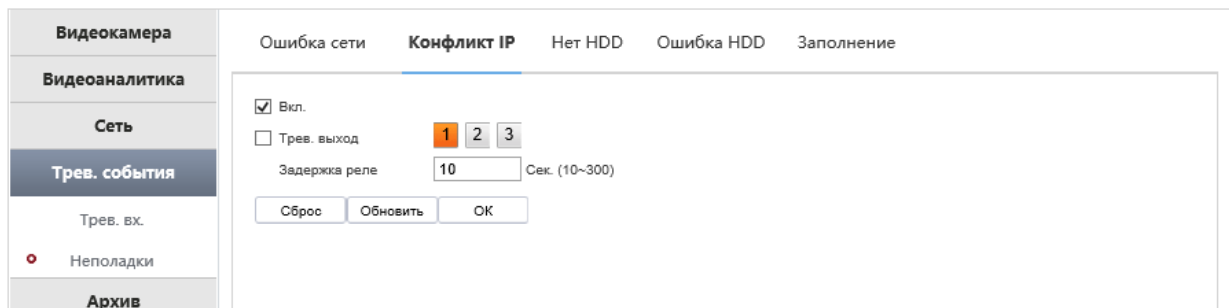 Видеокамера
Видеоаналитика
Сеть
Трев. события
Трев. вх.
Неполадки
Архив
Ошибка сети Конфликт IP Нет HDD Ошибка HDD Заполнение
Вкл.
Трев. выход 1 2 3
Задержка реле 10 Сек. (10~300)
Сброс Обновить ОК